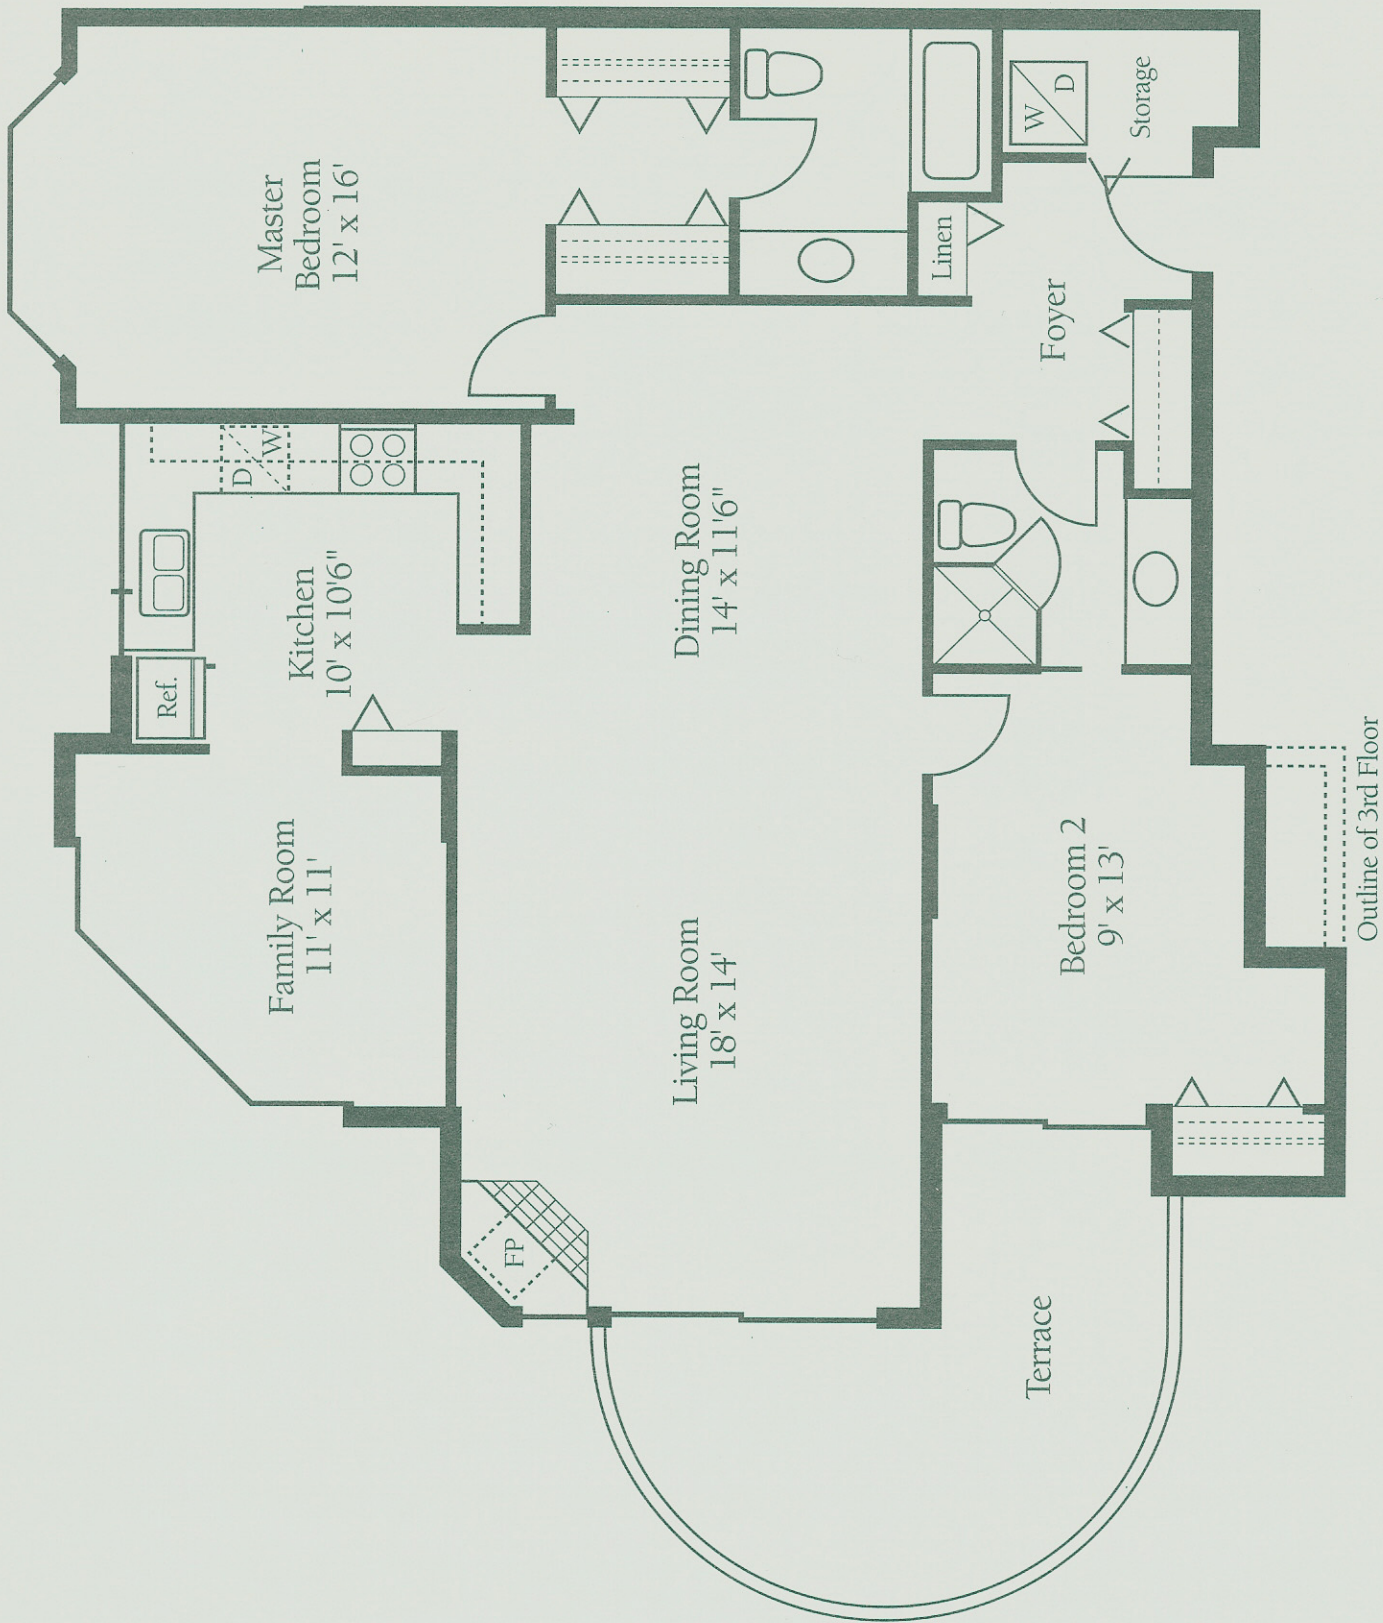 Master
Bedroom
12' x 16'
W
D
Storage
Linen
Foyer
D
W
Kitchen
10' x 10'6"
Ref.
Dining Room
14' x 11'6"
Family Room
11' x 11'
Living Room
18' x 14'
Bedroom 2
9' x 13'
Outline of 3rd Floor
FP
Terrace